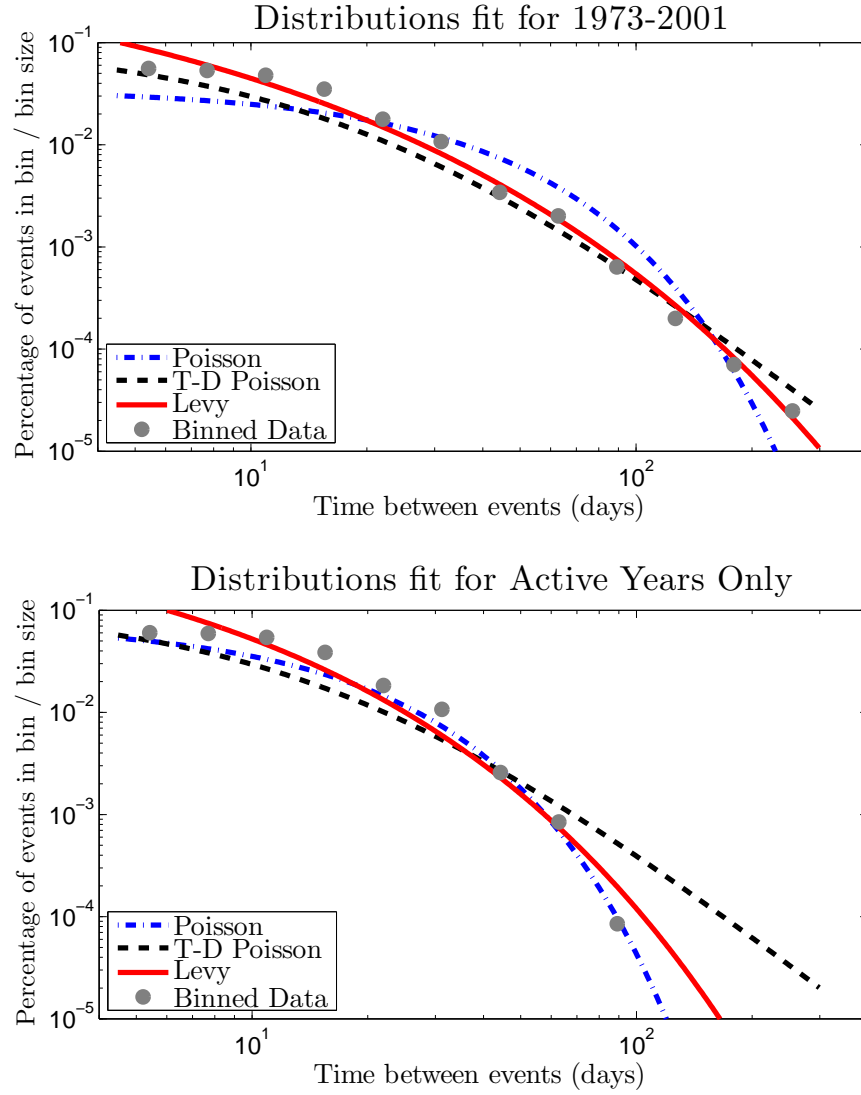 Distributions fit for 1973-2001
Percentage of events in bin / bin size
10^-1
10^-2
10^-3
10^-4
10^-5
Poisson
T-D Poisson
Levy
Binned Data
10^1
10^2
Time between events (days)
Distributions fit for Active Years Only
Percentage of events in bin / bin size
10^-1
10^-2
10^-3
10^-4
10^-5
Poisson
T-D Poisson
Levy
Binned Data
10^1
10^2
Time between events (days)